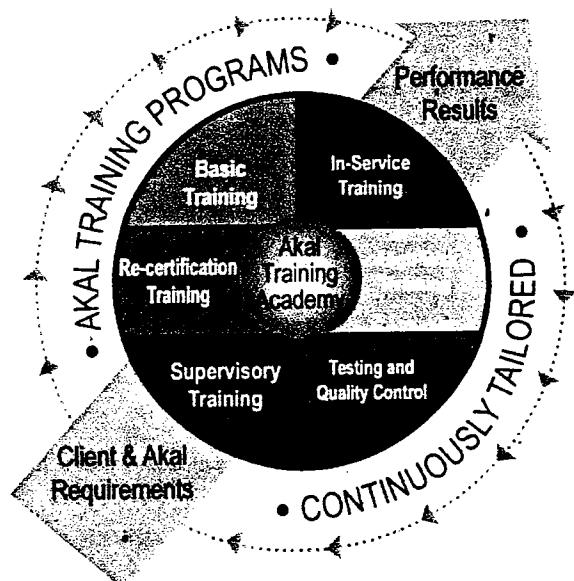 • AKAL TRAINING PROGRAMS •
Performance
Results
Basic
Training
In-Service
Training
Re-certification
Training
Akal
Training
Academy
Supervisory
Training
Testing and
Quality Control
Client & Akal
Requirements
• CONTINUOUSLY TAILORED •